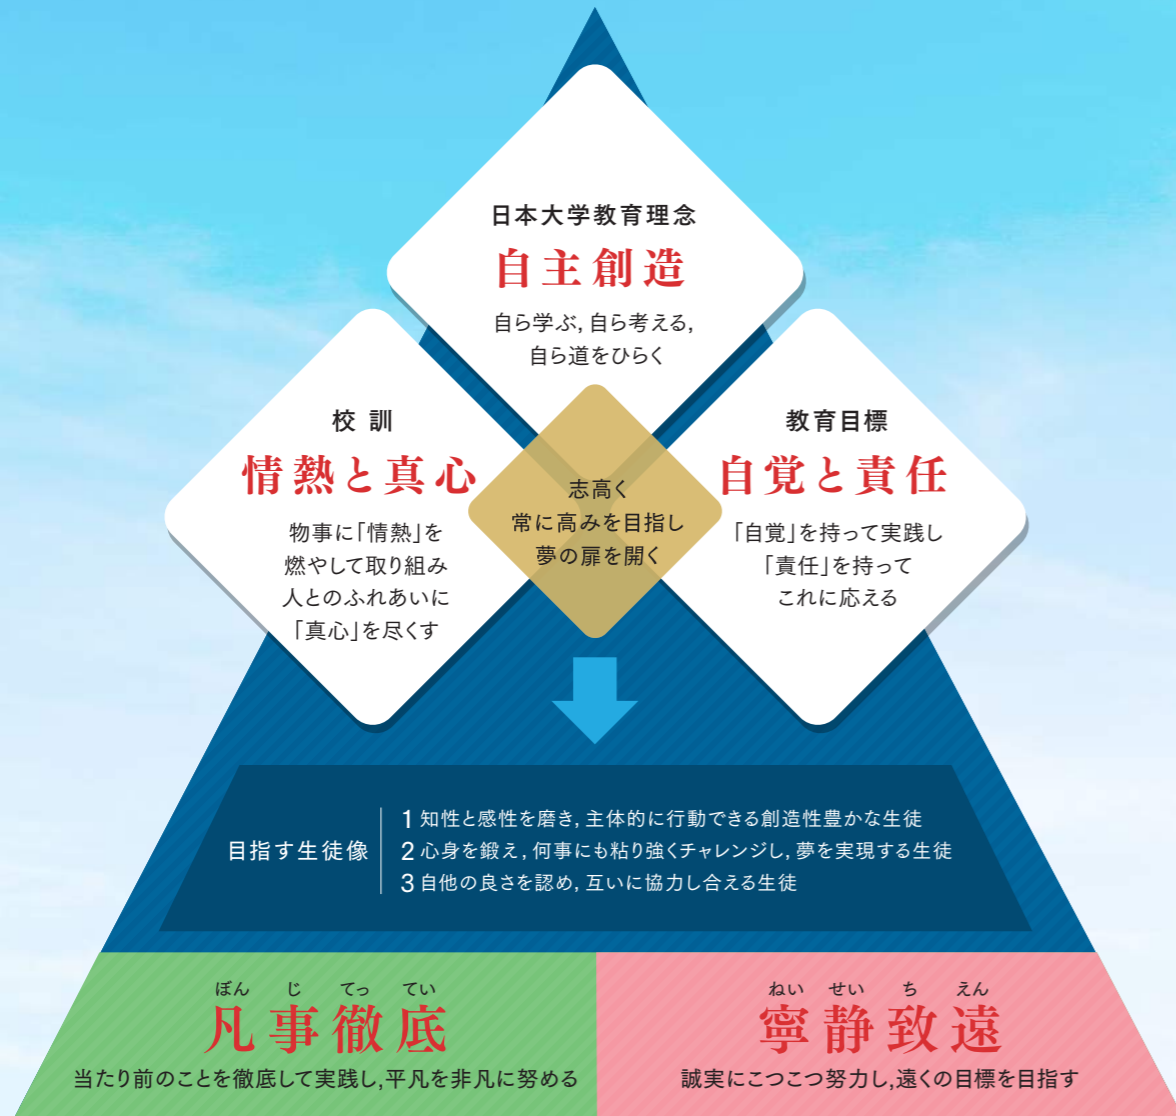 日本大学教育理念
自主創造
自ら学ぶ, 自ら考える,
自ら道をひらく
校 訓
情熱と真心
物事に「情熱」を
燃やして取り組み
人とのふれあいに
「真心」を尽くす
志高く
常に高みを目指し
夢の扉を開く
教育目標
自覚と責任
「自覚」を持って実践し
「責任」を持って
これに応える
目指す生徒像
1 知性と感性を磨き, 主体的に行動できる創造性豊かな生徒
2 心身を鍛え, 何事にも粘り強くチャレンジし, 夢を実現する生徒
3 自他の良さを認め, 互いに協力し合える生徒
ぼん じ てっ てい
凡事徹底
当たり前のことを徹底して実践し,平凡を非凡に努める
ねい せい ち えん
寧静致遠
誠実にこつこつ努力し,遠くの目標を目指す